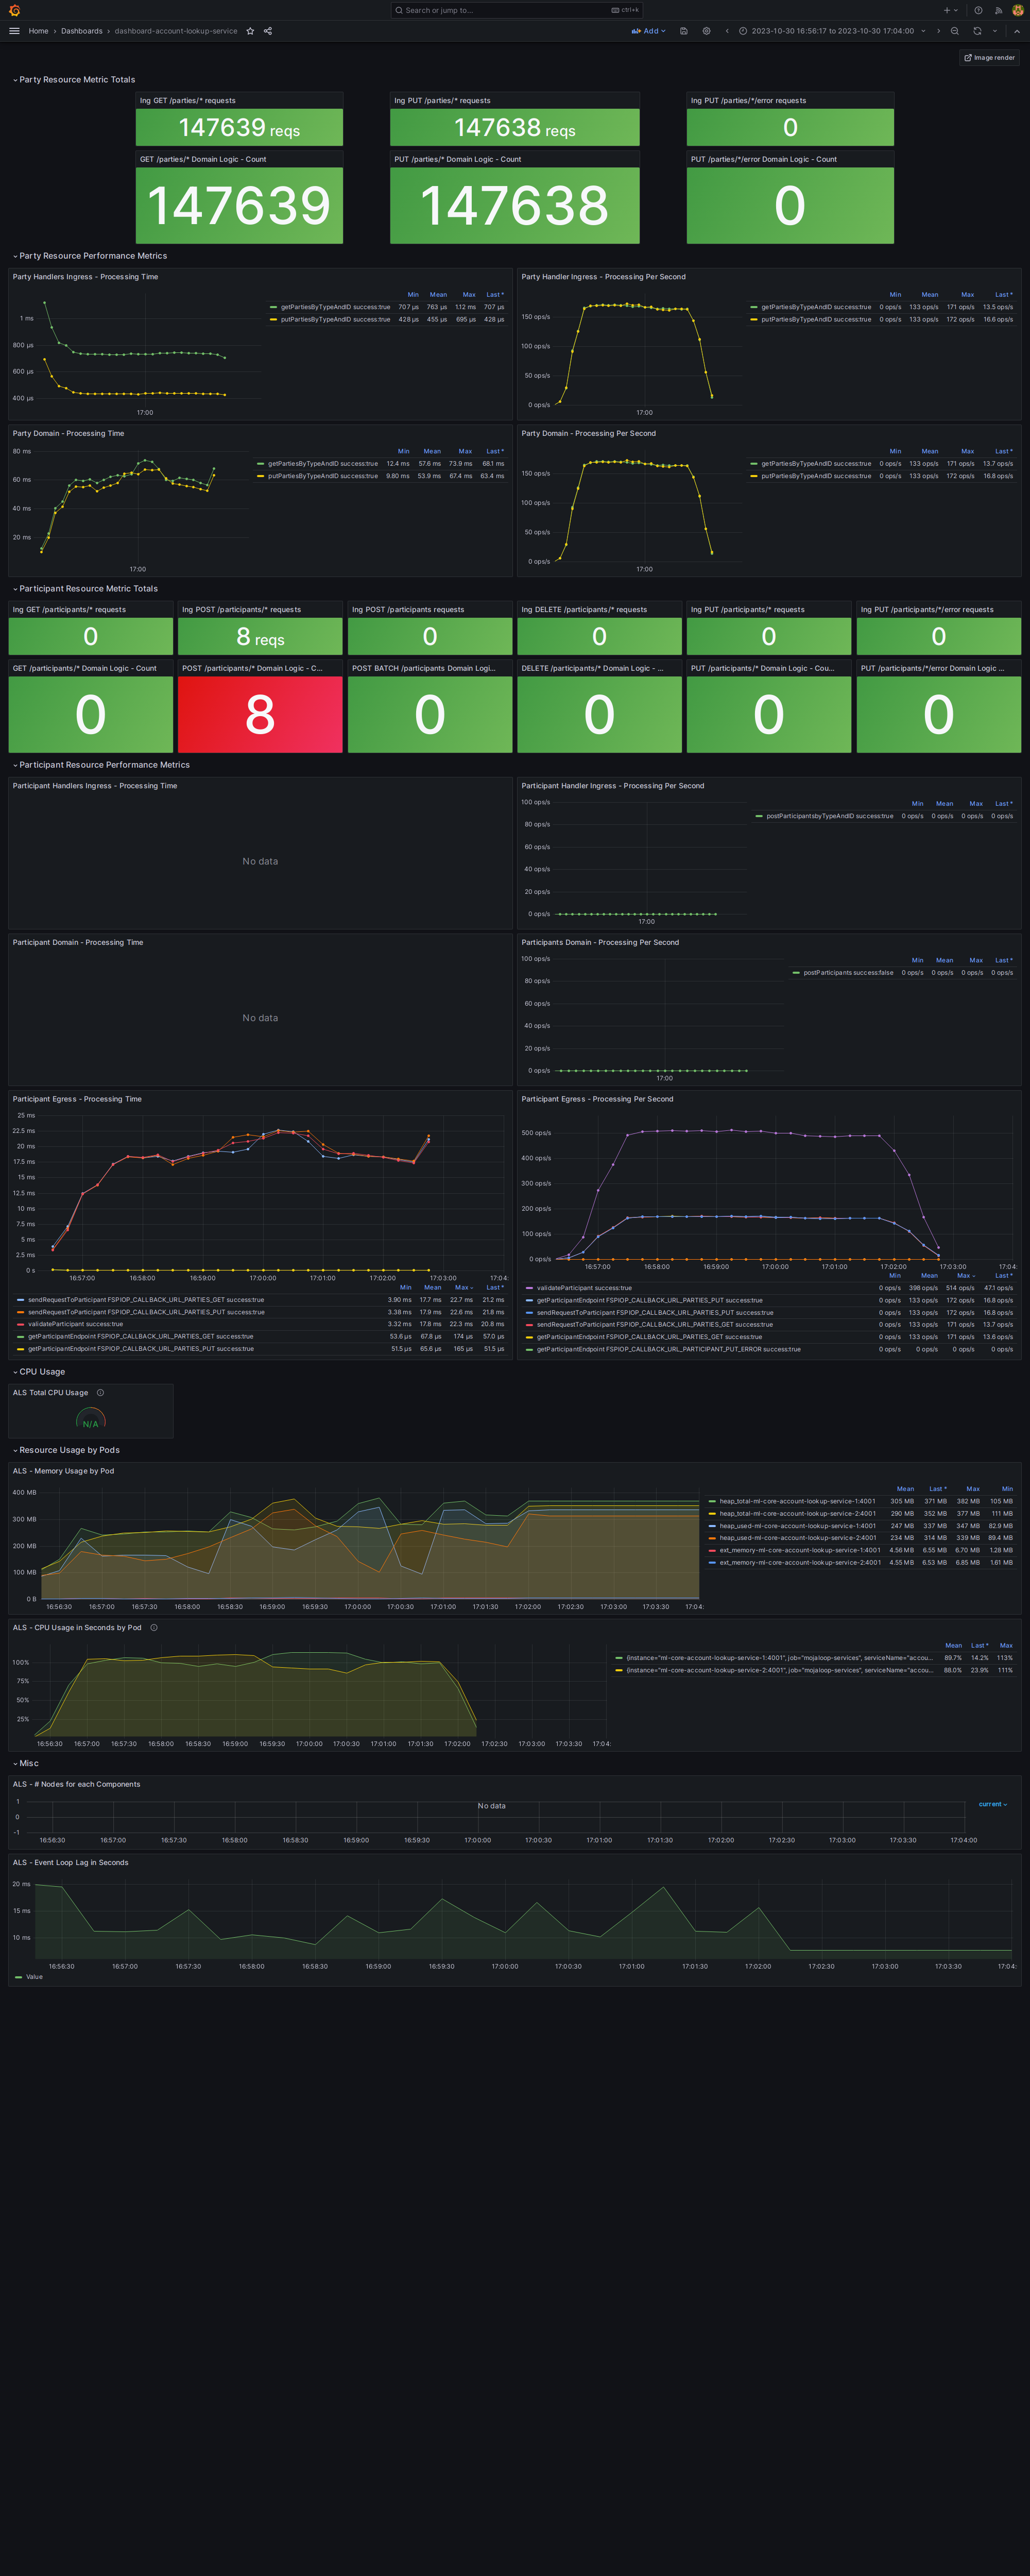 Search or jump to...
ctrl+k
Home › Dashboards › dashboard-account-lookup-service
Add
2023-10-30 16:56:17 to 2023-10-30 17:04:00
Image render
Party Resource Metric Totals
Ing GET /parties/* requests
147639 reqs
Ing PUT /parties/* requests
147638 reqs
Ing PUT /parties/*/error requests
0
GET /parties/* Domain Logic - Count
147639
PUT /parties/* Domain Logic - Count
147638
PUT /parties/*/error Domain Logic - Count
0
Party Resource Performance Metrics
Party Handlers Ingress - Processing Time
1 ms
800 µs
600 µs
400 µs
17:00
Min Mean Max Last *
getPartiesByTypeAndID success:true 707 µs 763 µs 1.12 ms 707 µs
putPartiesByTypeAndID success:true 428 µs 455 µs 695 µs 428 µs
Party Handler Ingress - Processing Per Second
150 ops/s
100 ops/s
50 ops/s
0 ops/s
17:00
Min Mean Max Last *
getPartiesByTypeAndID success:true 0 ops/s 133 ops/s 171 ops/s 13.5 ops/s
putPartiesByTypeAndID success:true 0 ops/s 133 ops/s 172 ops/s 16.6 ops/s
Party Domain - Processing Time
80 ms
60 ms
40 ms
20 ms
17:00
Min Mean Max Last *
getPartiesByTypeAndID success:true 12.4 ms 57.6 ms 73.9 ms 68.1 ms
putPartiesByTypeAndID success:true 9.80 ms 53.9 ms 67.4 ms 63.4 ms
Party Domain - Processing Per Second
150 ops/s
100 ops/s
50 ops/s
0 ops/s
17:00
Min Mean Max Last *
getPartiesByTypeAndID success:true 0 ops/s 133 ops/s 171 ops/s 13.7 ops/s
putPartiesByTypeAndID success:true 0 ops/s 133 ops/s 172 ops/s 16.8 ops/s
Participant Resource Metric Totals
Ing GET /participants/* requests
0
Ing POST /participants/* requests
8 reqs
Ing POST /participants requests
0
Ing DELETE /participants/* requests
0
Ing PUT /participants/* requests
0
Ing PUT /participants/*/error requests
0
GET /participants/* Domain Logic - Count
0
POST /participants/* Domain Logic - C...
8
POST BATCH /participants Domain Logi...
0
DELETE /participants/* Domain Logic - ...
0
PUT /participants/* Domain Logic - Cou...
0
PUT /participants/*/error Domain Logic ...
0
Participant Resource Performance Metrics
Participant Handlers Ingress - Processing Time
No data
Participant Handler Ingress - Processing Per Second
100 ops/s
80 ops/s
60 ops/s
40 ops/s
20 ops/s
0 ops/s
17:00
Min Mean Max Last *
postParticipantsbyTypeAndID success:true 0 ops/s 0 ops/s 0 ops/s 0 ops/s
Participant Domain - Processing Time
No data
Participants Domain - Processing Per Second
100 ops/s
80 ops/s
60 ops/s
40 ops/s
20 ops/s
0 ops/s
17:00
Min Mean Max Last *
postParticipants success:false 0 ops/s 0 ops/s 0 ops/s 0 ops/s
Participant Egress - Processing Time
25 ms
22.5 ms
20 ms
17.5 ms
15 ms
12.5 ms
10 ms
7.5 ms
5 ms
2.5 ms
0 s
16:57:00 16:58:00 16:59:00 17:00:00 17:01:00 17:02:00 17:03:00 17:04:
Min Mean Max Last *
sendRequestToParticipant FSPIOP_CALLBACK_URL_PARTIES_GET success:true 3.90 ms 17.7 ms 22.7 ms 21.2 ms
sendRequestToParticipant FSPIOP_CALLBACK_URL_PARTIES_PUT success:true 3.38 ms 17.9 ms 22.6 ms 21.8 ms
validateParticipant success:true 3.32 ms 17.8 ms 22.3 ms 20.8 ms
getParticipantEndpoint FSPIOP_CALLBACK_URL_PARTIES_GET success:true 53.6 µs 67.8 µs 174 µs 57.0 µs
getParticipantEndpoint FSPIOP_CALLBACK_URL_PARTIES_PUT success:true 51.5 µs 65.6 µs 165 µs 51.5 µs
Participant Egress - Processing Per Second
500 ops/s
400 ops/s
300 ops/s
200 ops/s
100 ops/s
0 ops/s
16:57:00 16:58:00 16:59:00 17:00:00 17:01:00 17:02:00 17:03:00 17:04:
Min Mean Max Last *
validateParticipant success:true 0 ops/s 398 ops/s 514 ops/s 47.1 ops/s
getParticipantEndpoint FSPIOP_CALLBACK_URL_PARTIES_PUT success:true 0 ops/s 133 ops/s 172 ops/s 16.8 ops/s
sendRequestToParticipant FSPIOP_CALLBACK_URL_PARTIES_PUT success:true 0 ops/s 133 ops/s 172 ops/s 16.8 ops/s
sendRequestToParticipant FSPIOP_CALLBACK_URL_PARTIES_GET success:true 0 ops/s 133 ops/s 171 ops/s 13.7 ops/s
getParticipantEndpoint FSPIOP_CALLBACK_URL_PARTIES_GET success:true 0 ops/s 133 ops/s 171 ops/s 13.6 ops/s
getParticipantEndpoint FSPIOP_CALLBACK_URL_PARTICIPANT_PUT_ERROR success:true 0 ops/s 0 ops/s 0 ops/s 0 ops/s
CPU Usage
ALS Total CPU Usage
N/A
Resource Usage by Pods
ALS - Memory Usage by Pod
400 MB
300 MB
200 MB
100 MB
0 B
16:56:30 16:57:00 16:57:30 16:58:00 16:58:30 16:59:00 16:59:30 17:00:00 17:00:30 17:01:00 17:01:30 17:02:00 17:02:30 17:03:00 17:03:30 17:04:
Mean Last * Max Min
heap_total-ml-core-account-lookup-service-1:4001 305 MB 371 MB 382 MB 105 MB
heap_total-ml-core-account-lookup-service-2:4001 290 MB 352 MB 377 MB 111 MB
heap_used-ml-core-account-lookup-service-1:4001 247 MB 337 MB 347 MB 82.9 MB
heap_used-ml-core-account-lookup-service-2:4001 234 MB 314 MB 339 MB 89.4 MB
ext_memory-ml-core-account-lookup-service-1:4001 4.56 MB 6.55 MB 6.70 MB 1.28 MB
ext_memory-ml-core-account-lookup-service-2:4001 4.55 MB 6.53 MB 6.85 MB 1.61 MB
ALS - CPU Usage in Seconds by Pod
100%
75%
50%
25%
16:56:30 16:57:00 16:57:30 16:58:00 16:58:30 16:59:00 16:59:30 17:00:00 17:00:30 17:01:00 17:01:30 17:02:00 17:02:30 17:03:00 17:03:30 17:04:
Mean Last * Max
{instance="ml-core-account-lookup-service-1:4001", job="mojaloop-services", serviceName="accou... 89.7% 14.2% 113%
{instance="ml-core-account-lookup-service-2:4001", job="mojaloop-services", serviceName="accou... 88.0% 23.9% 111%
Misc
ALS - # Nodes for each Components
1
0
-1
No data
current
16:56:30 16:57:00 16:57:30 16:58:00 16:58:30 16:59:00 16:59:30 17:00:00 17:00:30 17:01:00 17:01:30 17:02:00 17:02:30 17:03:00 17:03:30 17:04:00
ALS - Event Loop Lag in Seconds
20 ms
15 ms
10 ms
16:56:30 16:57:00 16:57:30 16:58:00 16:58:30 16:59:00 16:59:30 17:00:00 17:00:30 17:01:00 17:01:30 17:02:00 17:02:30 17:03:00 17:03:30 17:04:
Value